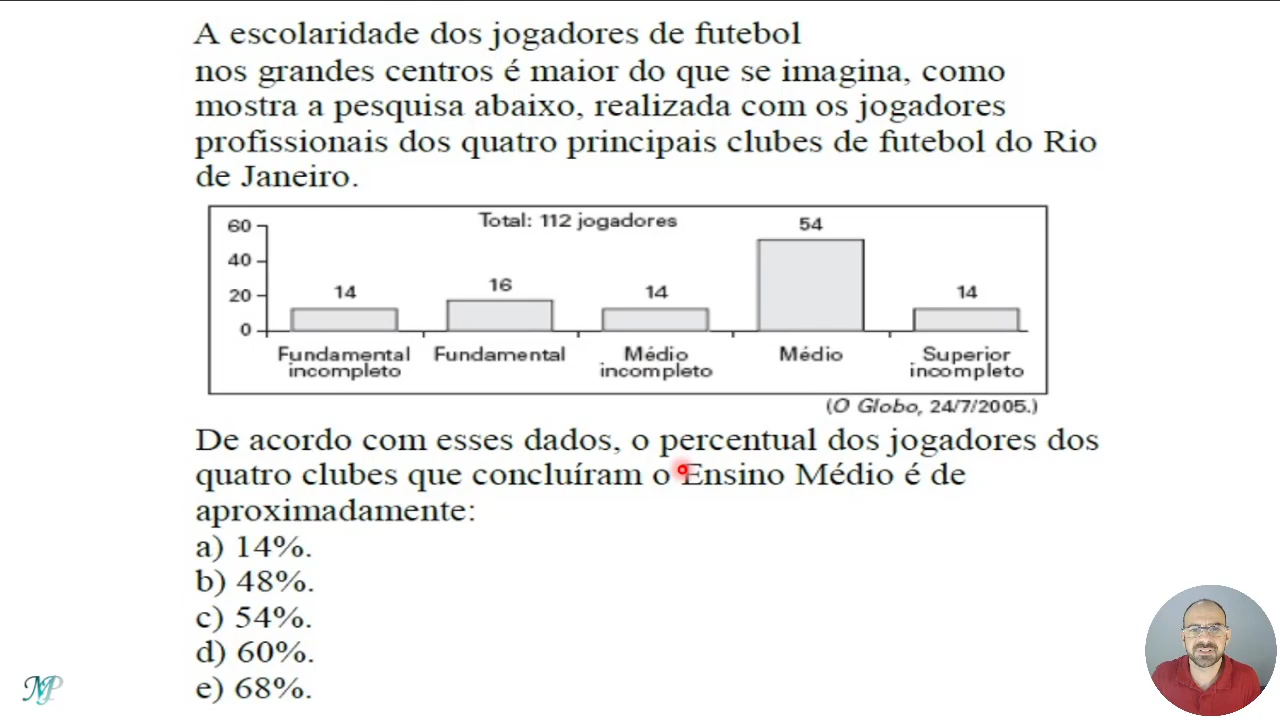 A escolaridade dos jogadores de futebol
nos grandes centros é maior do que se imagina, como
mostra a pesquisa abaixo, realizada com os jogadores
profissionais dos quatro principais clubes de futebol do Rio
de Janeiro.
Total: 112 jogadores
60
40
20
0
14
16
14
54
14
Fundamental
incompleto
Fundamental
Médio
incompleto
Médio
Superior
incompleto
(O Globo, 24/7/2005.)
De acordo com esses dados, o percentual dos jogadores dos
quatro clubes que concluíram o Ensino Médio é de
aproximadamente:
a) 14%.
b) 48%.
c) 54%.
d) 60%.
e) 68%.
MP